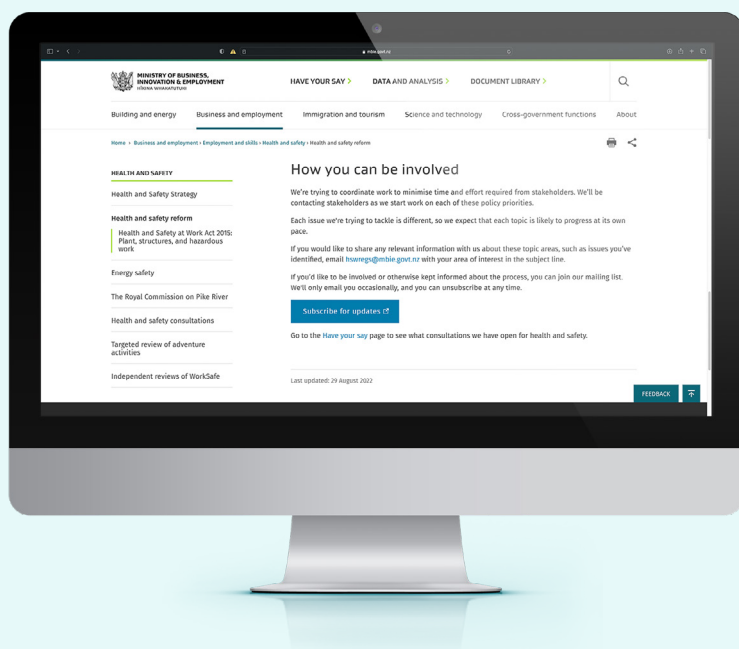 mbie.govt.nz
MINISTRY OF BUSINESS,
INNOVATION & EMPLOYMENT
HĪKINA WHAKATUTUKI
HAVE YOUR SAY >
DATA AND ANALYSIS >
DOCUMENT LIBRARY >
Building and energy
Business and employment
Immigration and tourism
Science and technology
Cross-government functions
About
Home › Business and employment › Employment and skills › Health and safety › Health and safety reform
HEALTH AND SAFETY
Health and Safety Strategy
Health and safety reform
Health and Safety at Work Act 2015:
Plant, structures, and hazardous
work
Energy safety
The Royal Commission on Pike River
Health and safety consultations
Targeted review of adventure
activities
Independent reviews of WorkSafe
How you can be involved
We're trying to coordinate work to minimise time and effort required from stakeholders. We'll be
contacting stakeholders as we start work on each of these policy priorities.
Each issue we're trying to tackle is different, so we expect that each topic is likely to progress at its own
pace.
If you would like to share any relevant information with us about these topic areas, such as issues you've
identified, email hswregs@mbie.govt.nz with your area of interest in the subject line.
If you'd like to be involved or otherwise kept informed about the process, you can join our mailing list.
We'll only email you occasionally, and you can unsubscribe at any time.
Subscribe for updates
Go to the Have your say page to see what consultations we have open for health and safety.
Last updated: 29 August 2022
FEEDBACK